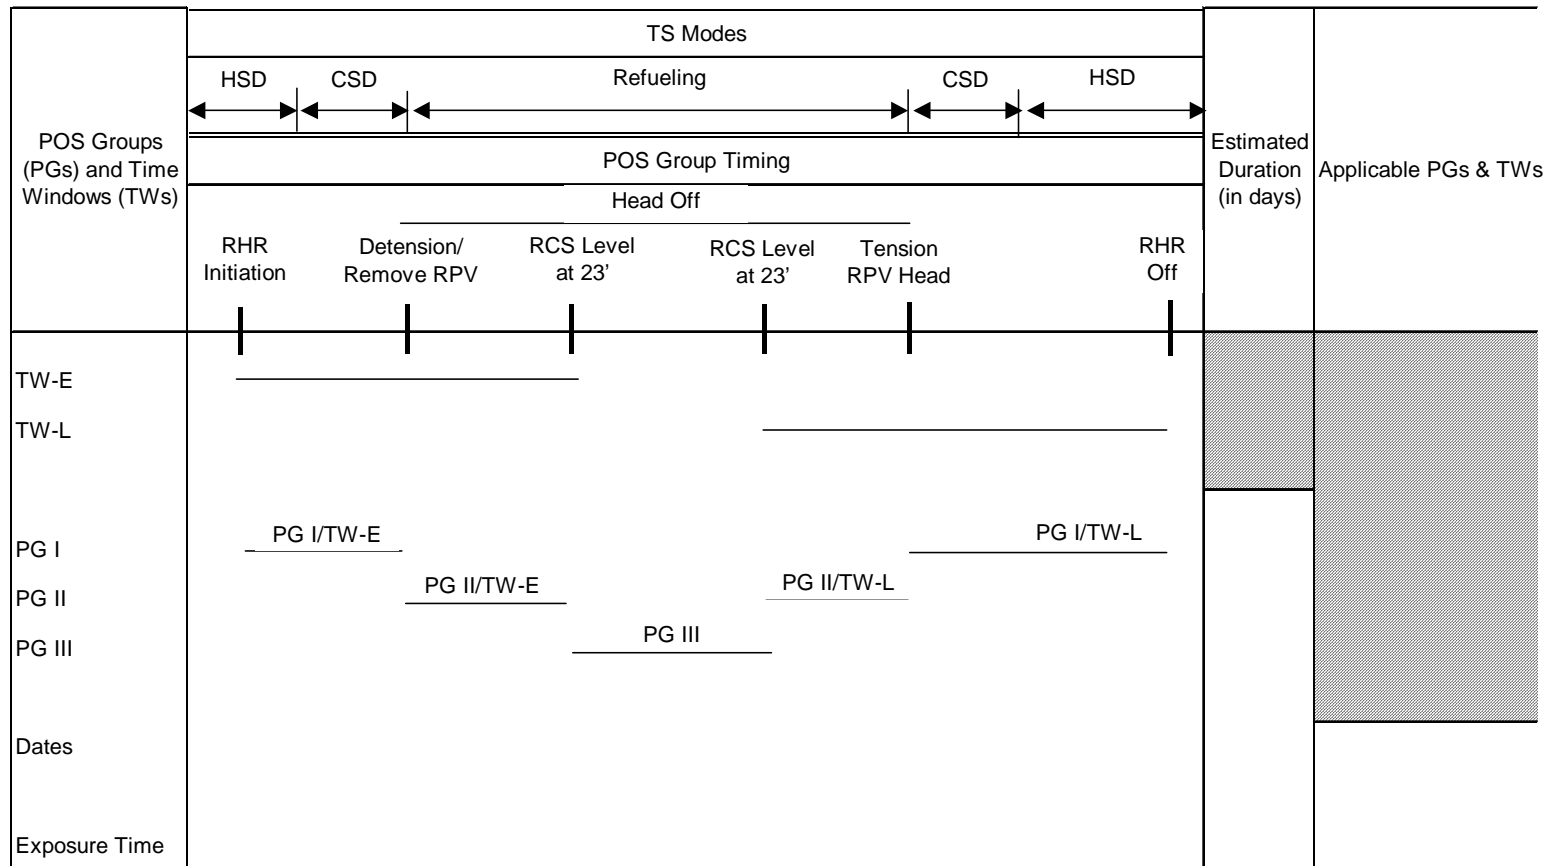 TS Modes
HSD CSD Refueling CSD HSD
POS Groups
(PGs) and Time
Windows (TWs)
POS Group Timing
Estimated
Duration
(in days)
Applicable PGs & TWs
Head Off
RHR
Initiation
Detension/
Remove RPV
RCS Level
at 23’
RCS Level
at 23’
Tension
RPV Head
RHR
Off
TW-E
TW-L
PG I
PG I/TW-E
PG I/TW-L
PG II
PG II/TW-E
PG II/TW-L
PG III
PG III
Dates
Exposure Time